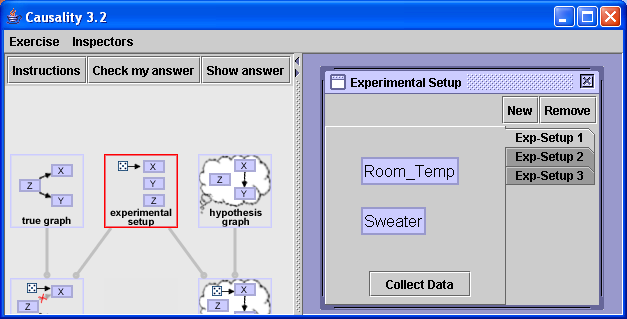 Causality 3.2
Exercise Inspectors
Instructions Check my answer Show answer
X
Z
Y
true graph
X
Y
Z
experimental
setup
X
Z
Y
hypothesis
graph
X
Z
X
Z
Experimental Setup
New Remove
Exp-Setup 1
Exp-Setup 2
Exp-Setup 3
Room_Temp
Sweater
Collect Data